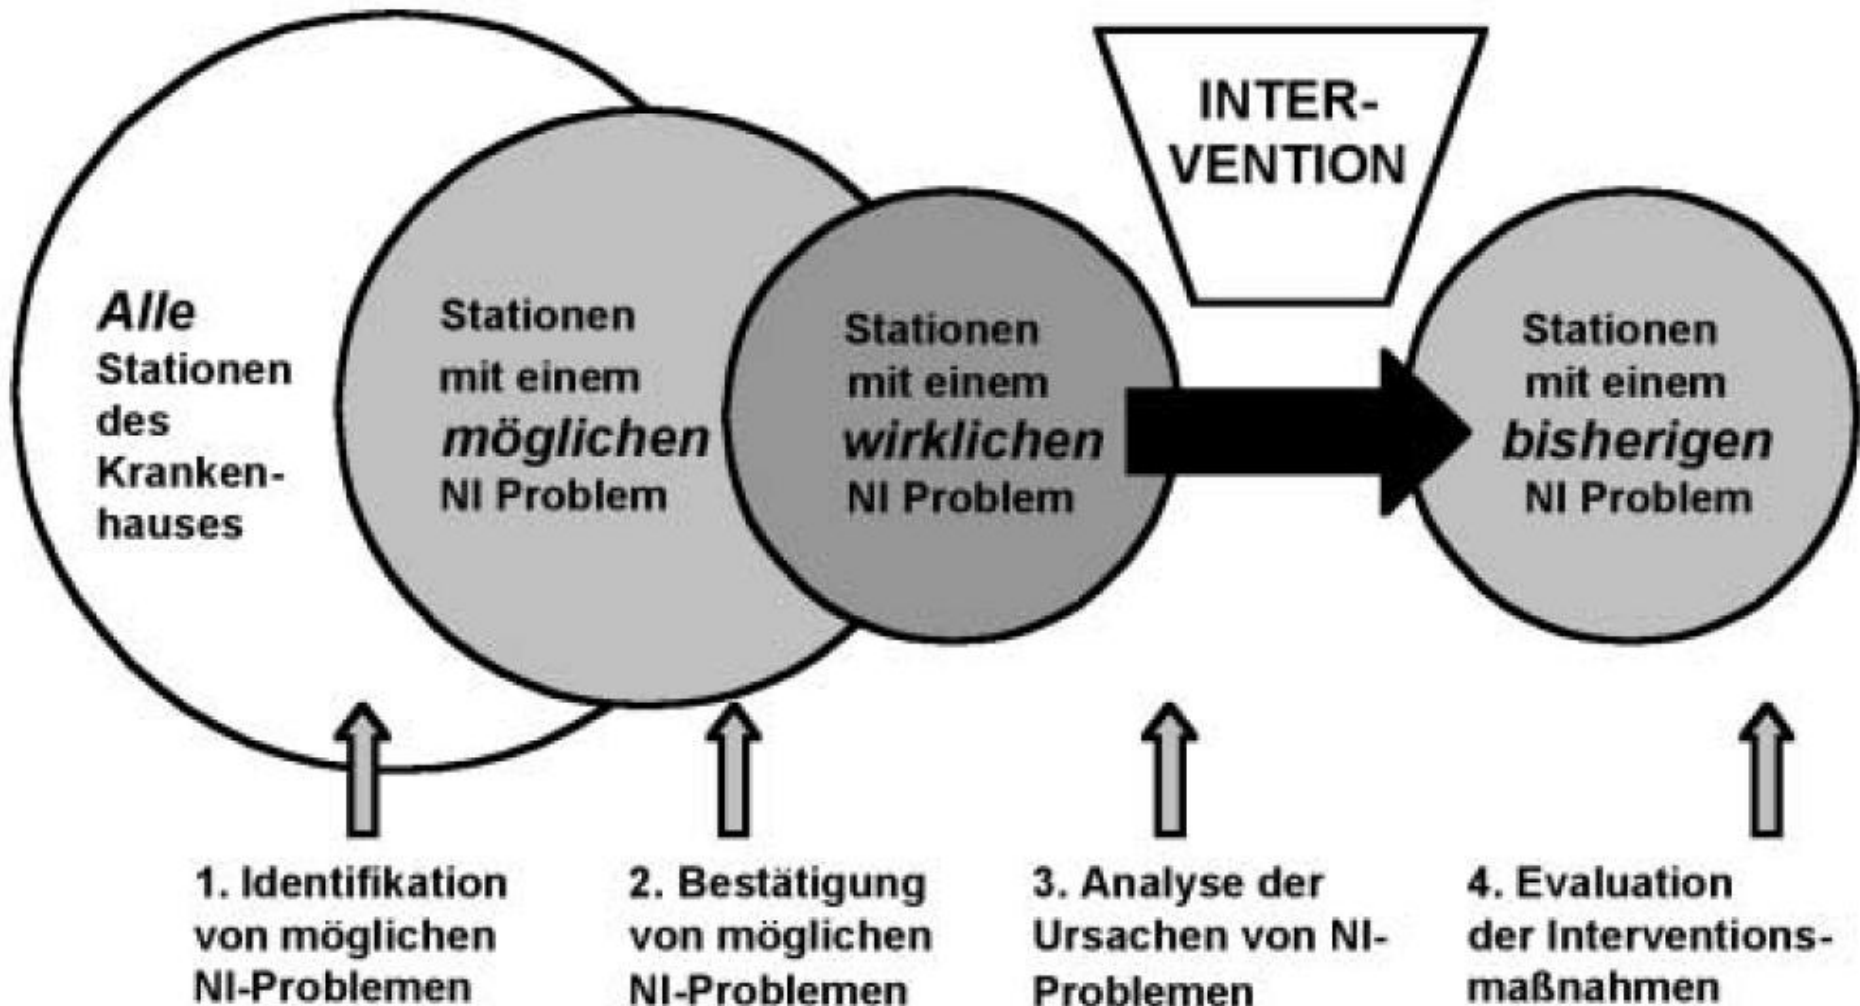 Alle
Stationen
des
Kranken-
hauses
Stationen
mit einem
möglichen
NI Problem
Stationen
mit einem
wirklichen
NI Problem
INTER-
VENTION
Stationen
mit einem
bisherigen
NI Problem
1. Identifikation
von möglichen
NI-Problemen
2. Bestätigung
von möglichen
NI-Problemen
3. Analyse der
Ursachen von NI-
Problemen
4. Evaluation
der Interventions-
maßnahmen